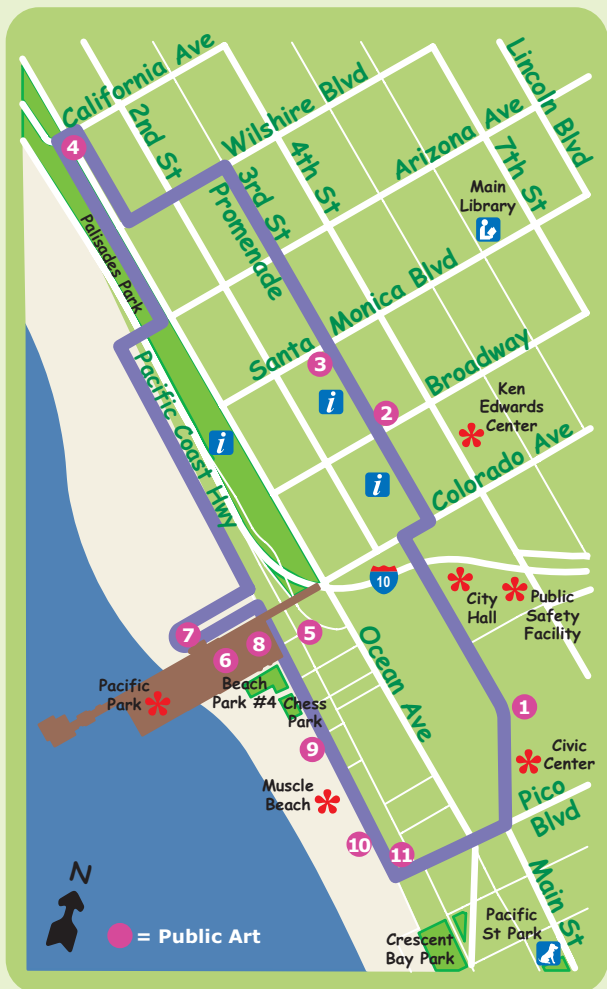 California Ave
2nd St
Wilshire Blvd
Lincoln Blvd
4
3rd St
Promenade
4th St
Arizona Ave
7th St
Main
Library
Palisades Park
Santa Monica Blvd
3
i
2
Broadway
Ken
Edwards
Center
Pacific Coast Hwy
i
i
Colorado Ave
10
City
Hall
Public
Safety
Facility
7
6
8
5
Ocean Ave
Pacific
Park
Beach
Park #4
Chess
Park
1
9
Civic
Center
Muscle
Beach
Pico
Blvd
10
11
Main St
N
= Public Art
Crescent
Bay Park
Pacific
St Park